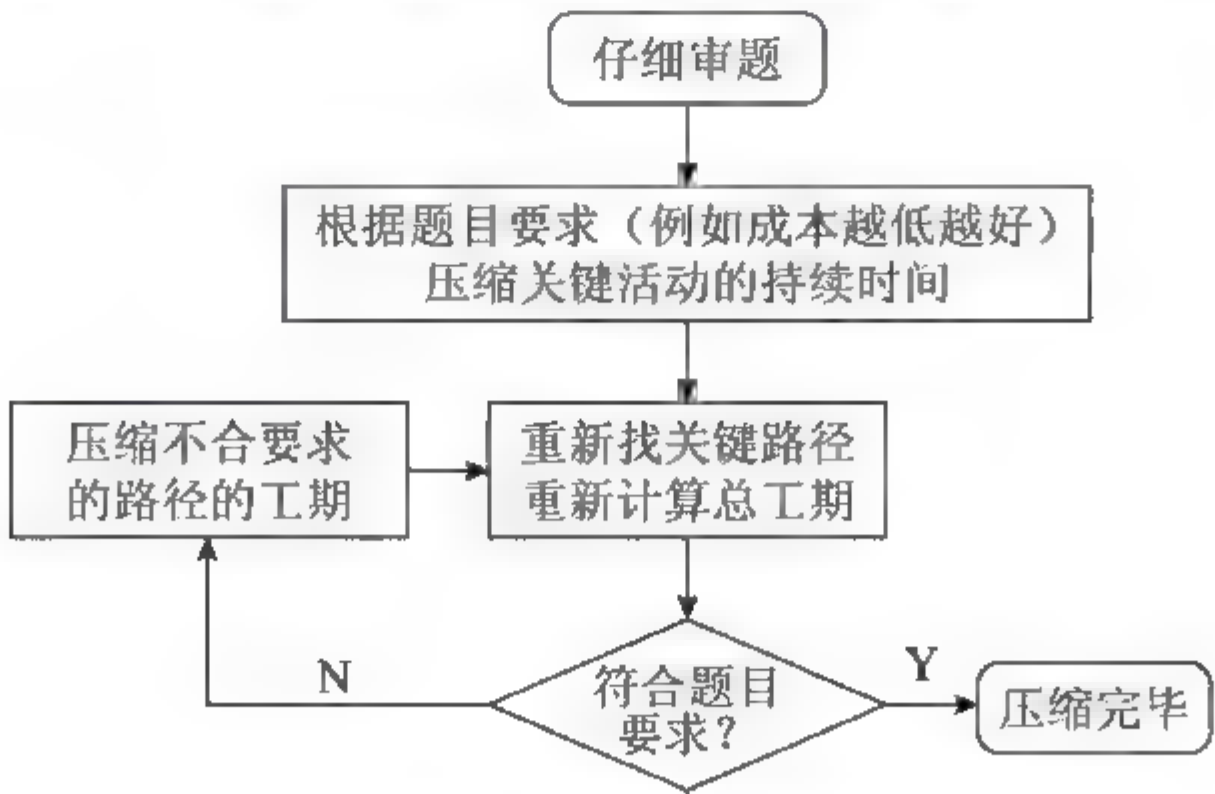 仔细审题
根据题目要求（例如成本越低越好）
压缩关键活动的持续时间
压缩不合要求
的路径的工期
重新找关键路径
重新计算总工期
N
符合题目
要求？
Y
压缩完毕